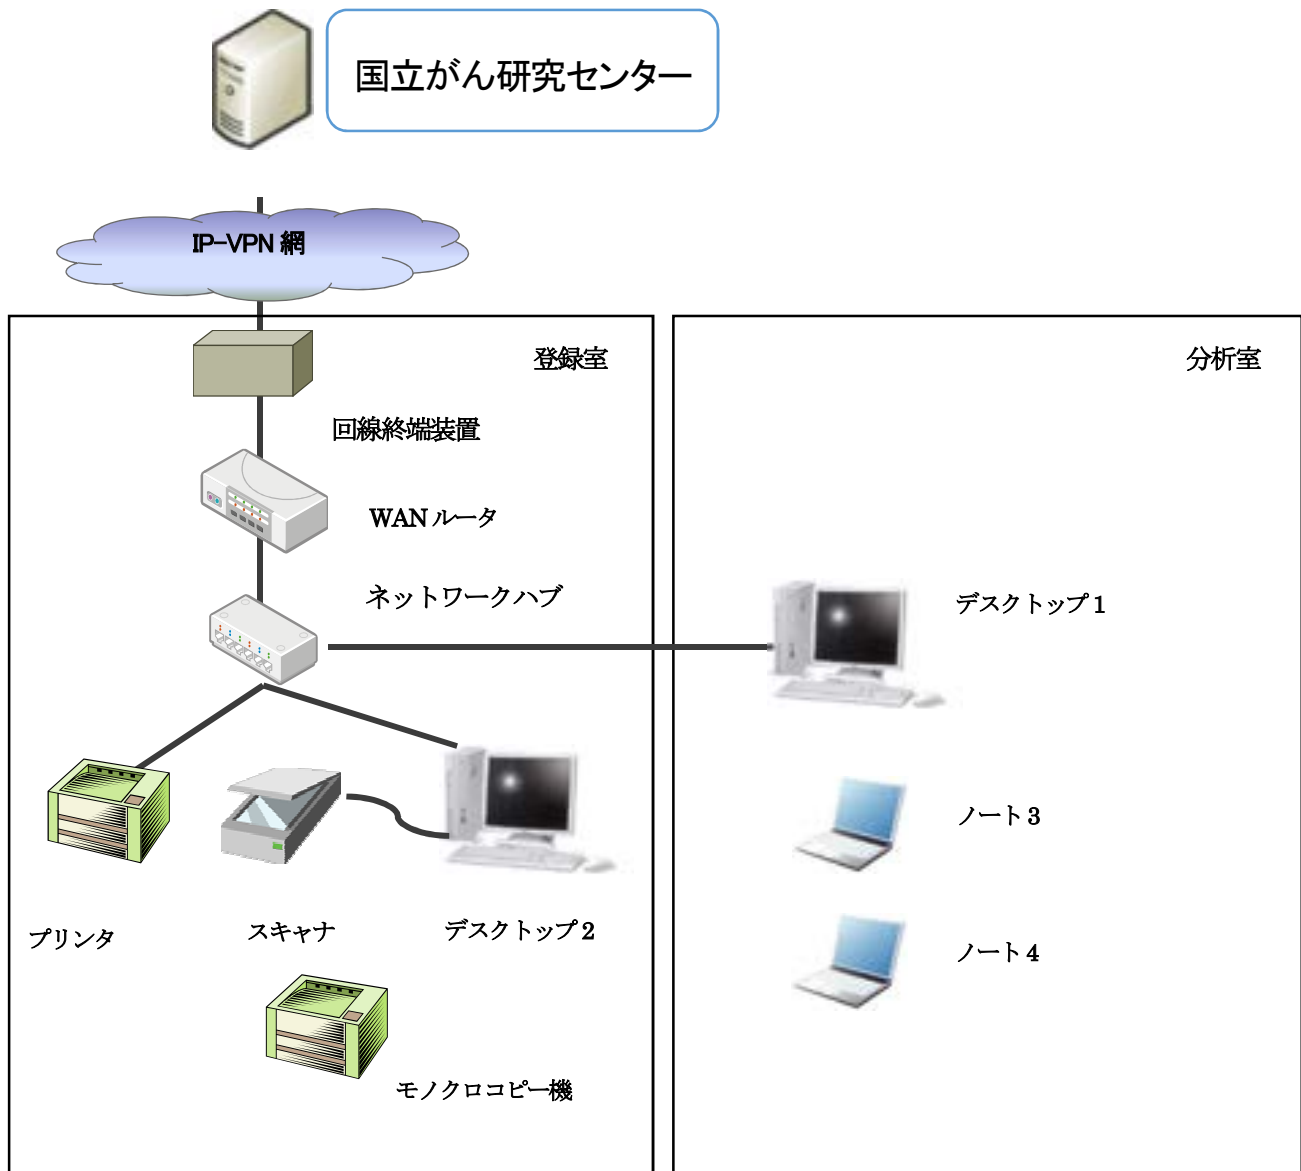 国立がん研究センター
IP-VPN 網
登録室
分析室
回線終端装置
WAN ルータ
ネットワークハブ
デスクトップ 1
ノート 3
プリンタ
スキャナ
デスクトップ 2
ノート 4
モノクロコピー機